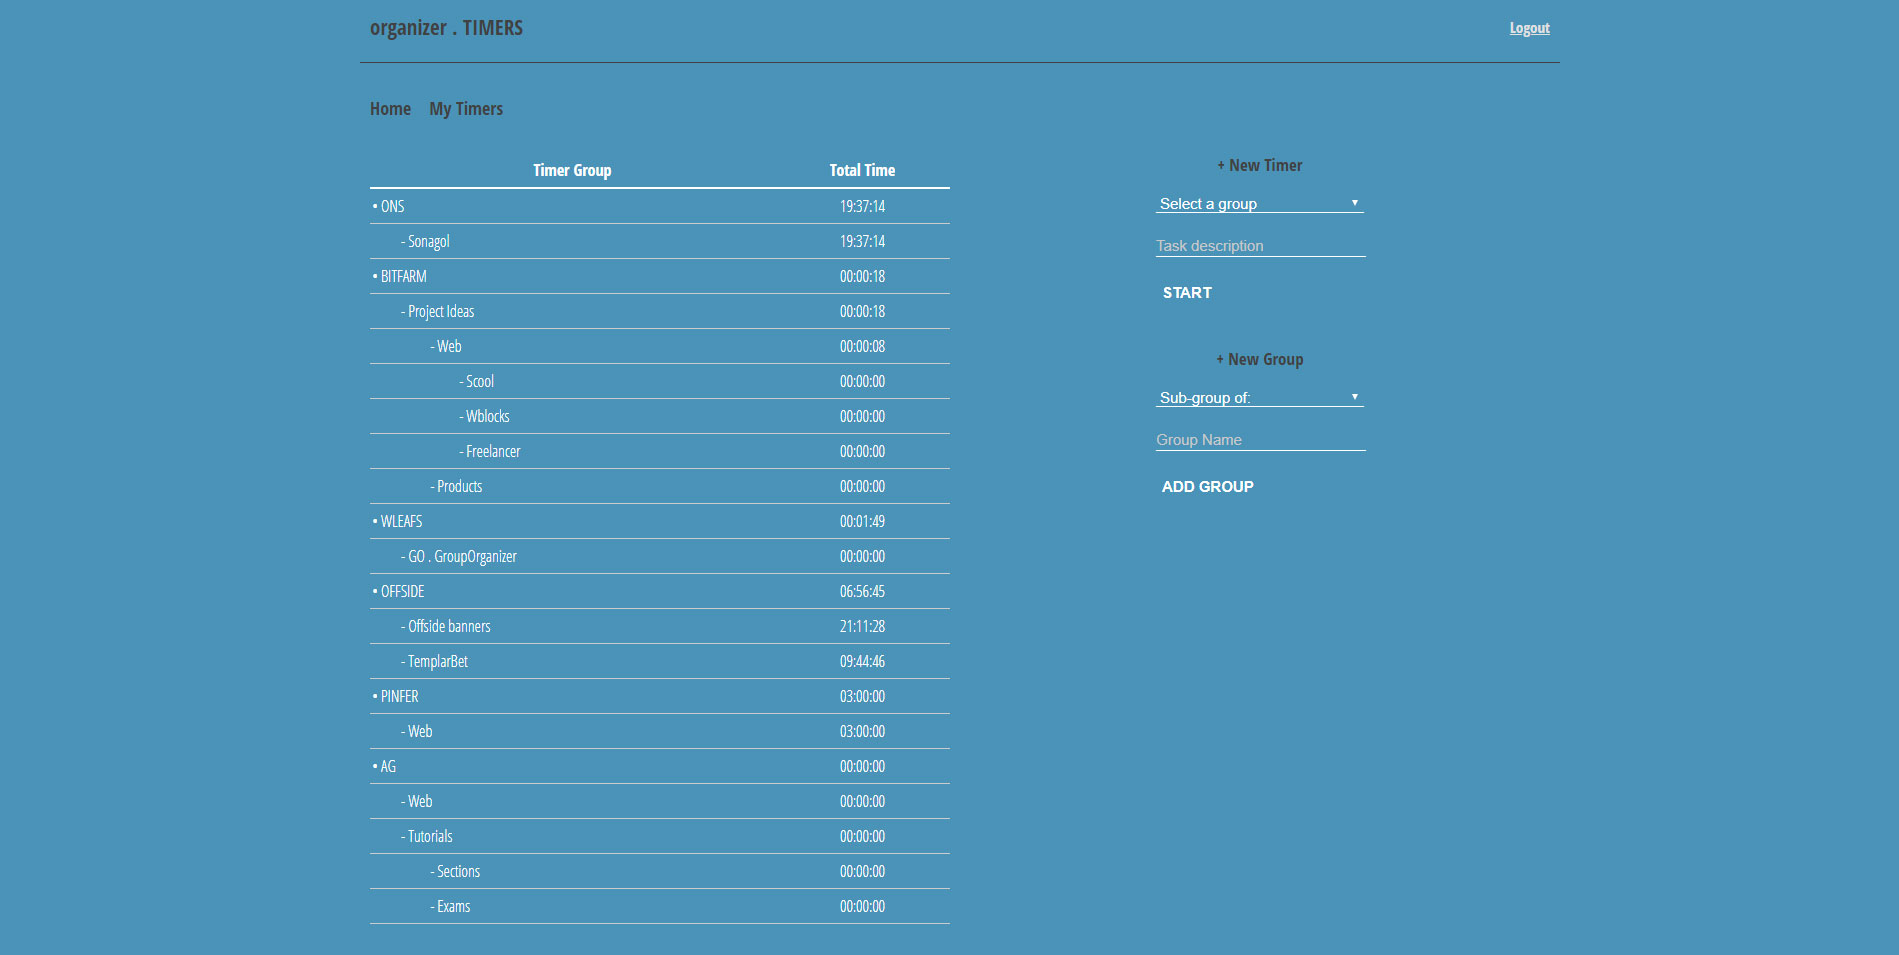 organizer . TIMERS
Logout
Home My Timers
Timer Group Total Time
• ONS 19:37:14
- Sonagol 19:37:14
• BITFARM 00:00:18
- Project Ideas 00:00:18
- Web 00:00:08
- Scool 00:00:00
- Wblocks 00:00:00
- Freelancer 00:00:00
- Products 00:00:00
• WLEAFS 00:01:49
- GO . GroupOrganizer 00:00:00
• OFFSIDE 06:56:45
- Offside banners 21:11:28
- TemplarBet 09:44:46
• PINFER 03:00:00
- Web 03:00:00
• AG 00:00:00
- Web 00:00:00
- Tutorials 00:00:00
- Sections 00:00:00
- Exams 00:00:00
+ New Timer
Select a group
Task description
START
+ New Group
Sub-group of:
Group Name
ADD GROUP